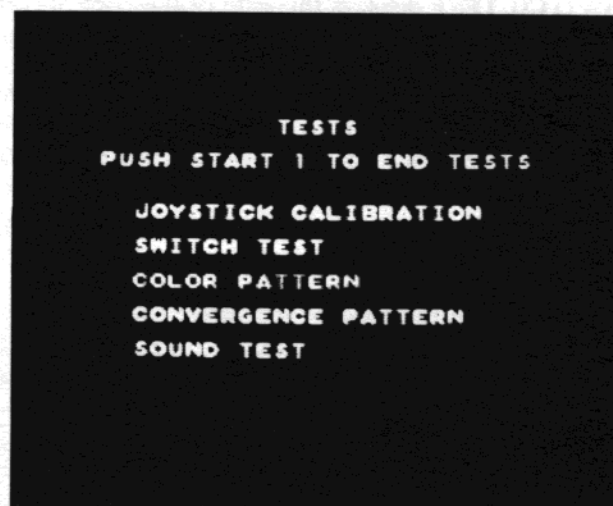 TESTS
PUSH START 1 TO END TESTS
JOYSTICK CALIBRATION
SWITCH TEST
COLOR PATTERN
CONVERGENCE PATTERN
SOUND TEST